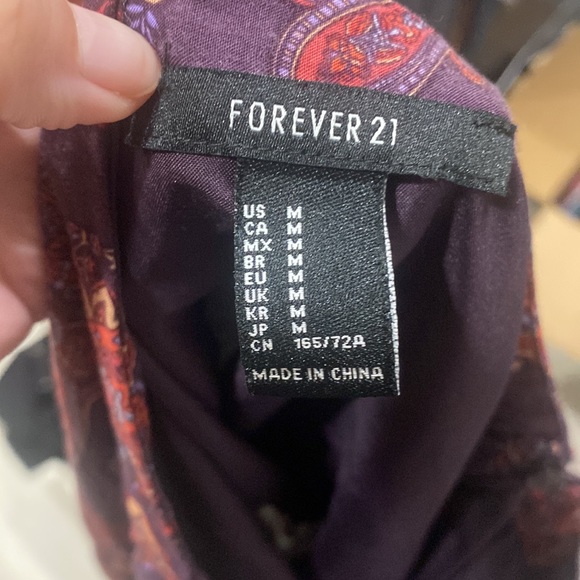 FOREVER 21
US M
CA M
MX M
BR M
EU M
UK M
KR M
JP M
CN 165/72A
MADE IN CHINA